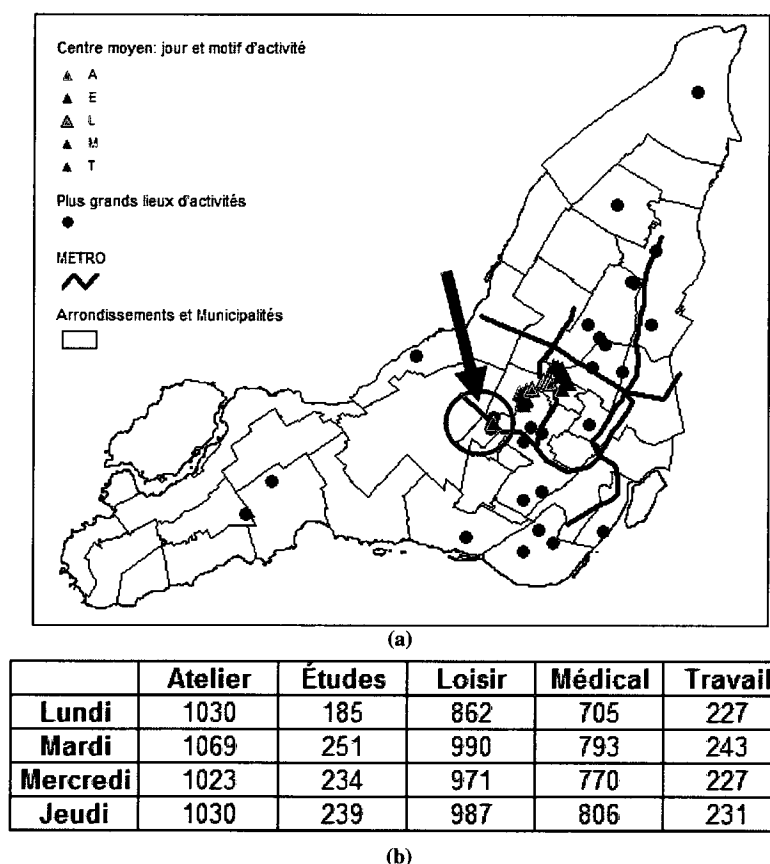 Centre moyen: jour et motif d'activité
A
E
L
M
T
Plus grands lieux d'activités
METRO
Arrondissements et Municipalités
(a)
Atelier Études Loisir Médical Travail
Lundi 1030 185 862 705 227
Mardi 1069 251 990 793 243
Mercredi 1023 234 971 770 227
Jeudi 1030 239 987 806 231
(b)